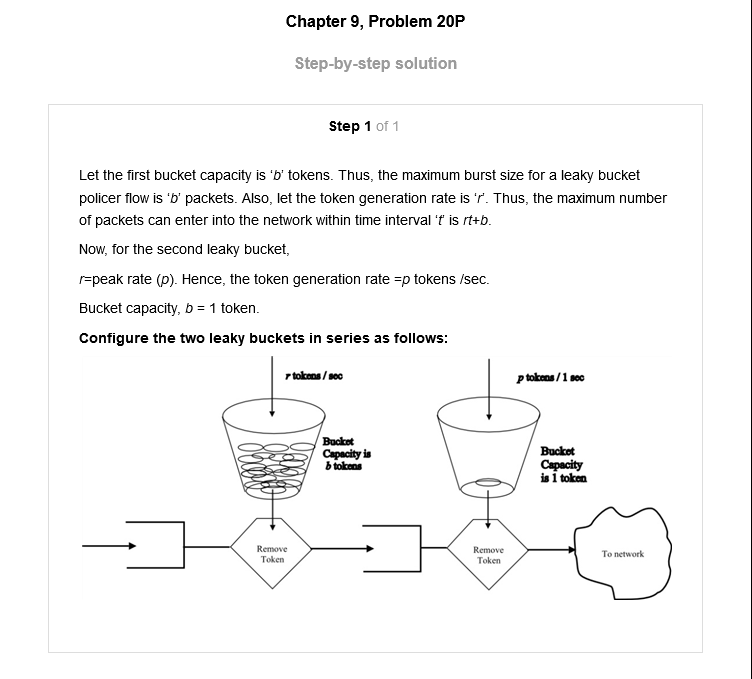 Chapter 9, Problem 20P
Step-by-step solution
Step 1 of 1
Let the first bucket capacity is ‘b’ tokens. Thus, the maximum burst size for a leaky bucket
policer flow is ‘b’ packets. Also, let the token generation rate is ‘r’. Thus, the maximum number
of packets can enter into the network within time interval ‘t’ is rt+b.
Now, for the second leaky bucket,
r=peak rate (p). Hence, the token generation rate =p tokens /sec.
Bucket capacity, b = 1 token.
Configure the two leaky buckets in series as follows:
r tokens / sec
p tokens / 1 sec
Bucket
Capacity is
b tokens
Bucket
Capacity
is 1 token
Remove
Token
Remove
Token
To network